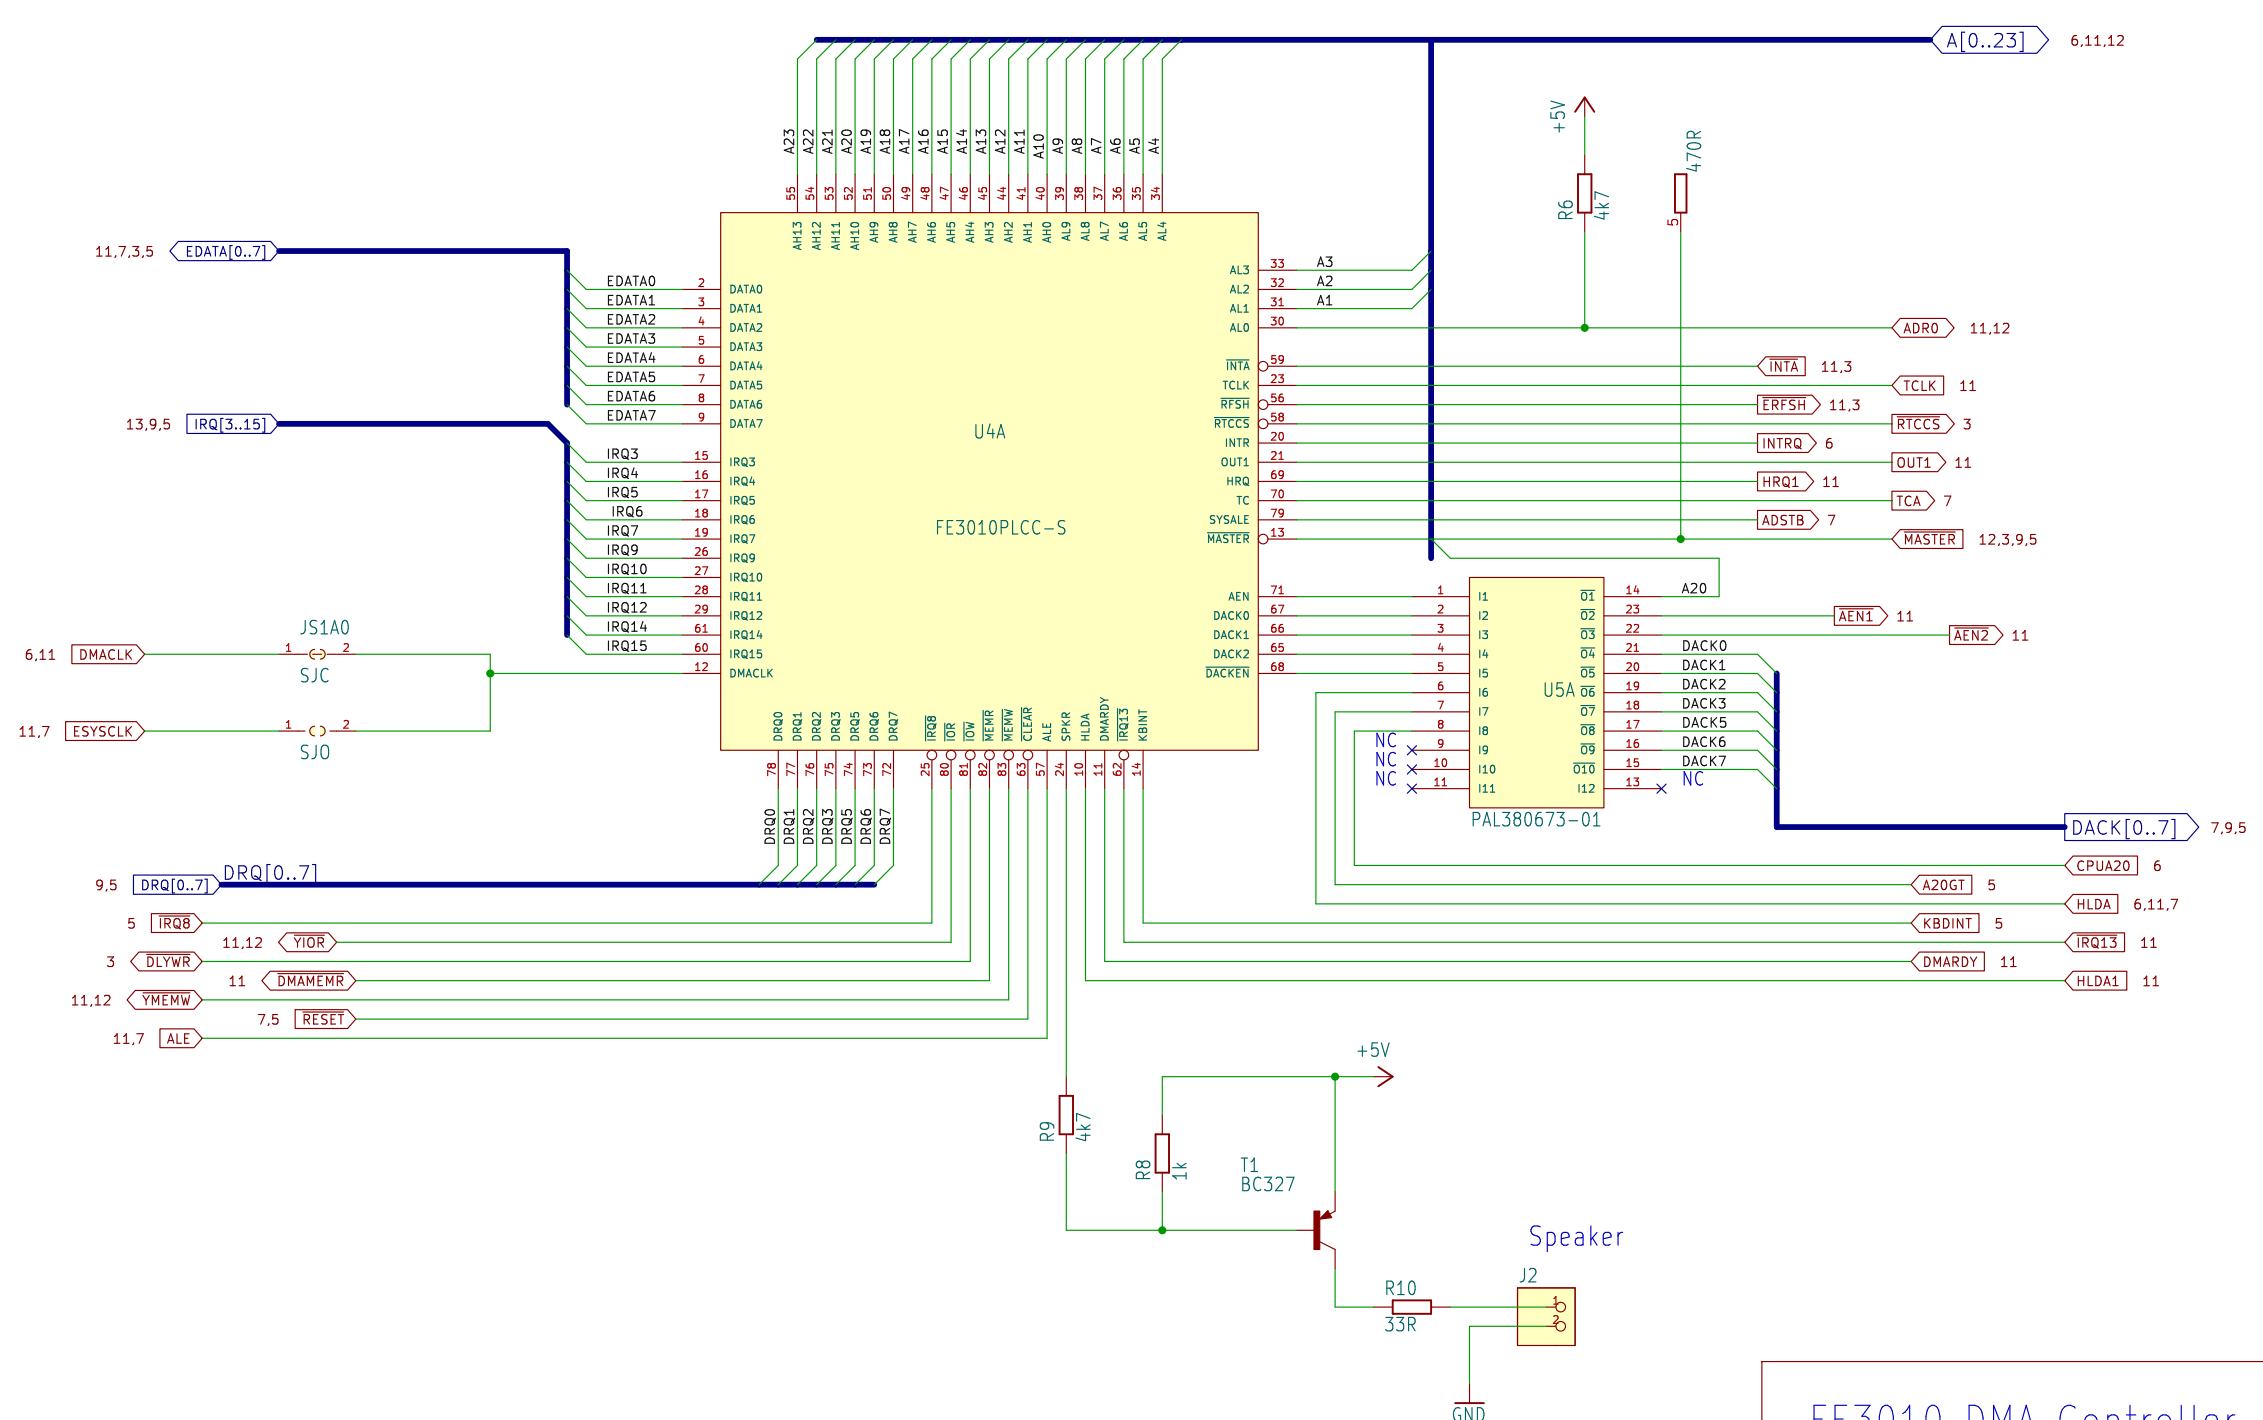 A[0..23] 6,11,12
A23 A22 A21 A20 A19 A18 A17 A16 A15 A14 A13 A12 A11 A10 A9 A8 A7 A6 A5 A4
55 54 53 52 51 50 49 48 47 46 45 44 41 40 39 38 37 36 35 34
AH13 AH12 AH11 AH10 AH9 AH8 AH7 AH6 AH5 AH4 AH3 AH2 AH1 AH0 AL9 AL8 AL7 AL6 AL5 AL4
+5V
R6
4k7
470R
5
11,7,3,5 EDATA[0..7]
EDATA0 2 DATA0
EDATA1 3 DATA1
EDATA2 4 DATA2
EDATA3 5 DATA3
EDATA4 6 DATA4
EDATA5 7 DATA5
EDATA6 8 DATA6
EDATA7 9 DATA7
13,9,5 IRQ[3..15]
IRQ3 15 IRQ3
IRQ4 16 IRQ4
IRQ5 17 IRQ5
IRQ6 18 IRQ6
IRQ7 19 IRQ7
IRQ9 26 IRQ9
IRQ10 27 IRQ10
IRQ11 28 IRQ11
IRQ12 29 IRQ12
IRQ14 61 IRQ14
IRQ15 60 IRQ15
12 DMACLK
U4A
FE3010PLCC-S
AL3 33 A3
AL2 32 A2
AL1 31 A1
AL0 30 ADR0 11,12
INTA 59 INTA 11,3
TCLK 23 TCLK 11
RFSH 56 ERFSH 11,3
RTCCS 58 RTCCS 3
INTR 20 INTRQ 6
OUT1 21 OUT1 11
HRQ 69 HRQ1 11
TC 70 TCA 7
SYSALE 79 ADSTB 7
MASTER 13 MASTER 12,3,9,5
AEN 71
DACK0 67
DACK1 66
DACK2 65
DACKEN 68
JS1A0
6,11 DMACLK 1 2
SJC
11,7 ESYSCLK 1 2
SJO
1 I1 O1 14 A20
2 I2 O2 23 AEN1 11
3 I3 O3 22 AEN2 11
4 I4 O4 21 DACK0
5 I5 O5 20 DACK1
6 I6 U5A O6 19 DACK2
7 I7 O7 18 DACK3
8 I8 O8 17 DACK5
NC 9 I9 O9 16 DACK6
NC 10 I10 O10 15 DACK7
NC 11 I11 I12 13 NC
PAL380673-01
DRQ0 DRQ1 DRQ2 DRQ3 DRQ5 DRQ6 DRQ7 IRQ8 IOR IOW MEMR MEMW CLEAR ALE SPKR HLDA DMARDY IRQ13 KBINT
78 77 76 75 74 73 72 25 80 81 82 83 63 57 24 10 11 62 14
DRQ0 DRQ1 DRQ2 DRQ3 DRQ5 DRQ6 DRQ7
DACK[0..7] 7,9,5
DRQ[0..7]
9,5 DRQ[0..7]
5 IRQ8
11,12 YIOR
3 DLYWR
11 DMAMEMR
11,12 YMEMW
7,5 RESET
11,7 ALE
CPUA20 6
A20GT 5
HLDA 6,11,7
KBDINT 5
IRQ13 11
DMARDY 11
HLDA1 11
+5V
R9
4k7
R8
1k
T1
BC327
Speaker
J2
R10
33R
1
2
GND
FE3010 DMA Controller